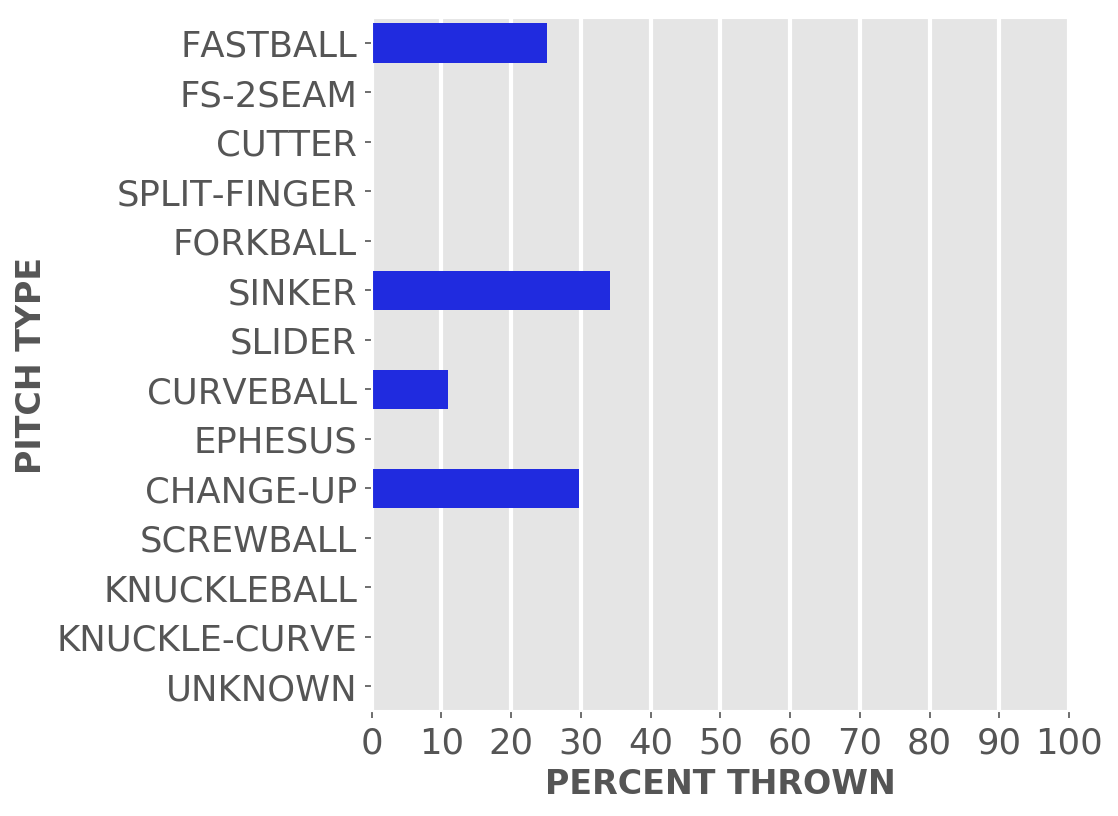 PITCH TYPE
FASTBALL
FS-2SEAM
CUTTER
SPLIT-FINGER
FORKBALL
SINKER
SLIDER
CURVEBALL
EPHESUS
CHANGE-UP
SCREWBALL
KNUCKLEBALL
KNUCKLE-CURVE
UNKNOWN
0 10 20 30 40 50 60 70 80 90 100
PERCENT THROWN